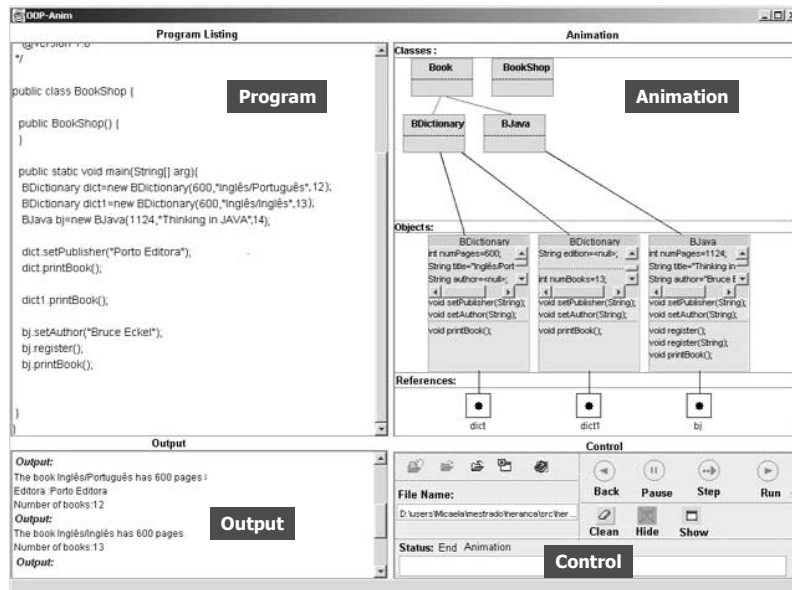 OOP-Anim
Program Listing
@version 1.0
*/
public class BookShop {
public BookShop() {
}
public static void main(String[] arg){
BDictionary dict=new BDictionary(600,"Inglês/Português",12);
BDictionary dict1=new BDictionary(600,"Inglês/Inglês",13);
BJava bj=new BJava(1124,"Thinking in JAVA",14);
dict.setPublisher("Porto Editora");
dict.printBook();
dict1.printBook();
bj.setAuthor("Bruce Eckel");
bj.register();
bj.printBook();
}
}
Program
Animation
Classes :
Book
BookShop
BDictionary
BJava
Animation
Objects:
BDictionary
int numPages=600;
String title="Inglês/Port
String author=<null>;
void setPublisher(String);
void setAuthor(String);
void printBook();
BDictionary
String edition=<null>;
int numBooks=13;
void setPublisher(String);
void setAuthor(String);
void printBook();
BJava
int numPages=1124;
String title="Thinking in
String author="Bruce E
void setPublisher(String);
void setAuthor(String);
void register();
void register(String);
void printBook();
References:
dict
dict1
bj
Output
Output:
The book Inglês/Português has 600 pages
Editora :Porto Editora
Number of books:12
Output:
The book Inglês/Inglês has 600 pages
Number of books:13
Output:
Output
Control
File Name:
D:\users\Micaela\mestrado\heranca\src\her...
Back
Pause
Step
Run
Clean
Hide
Show
Status: End Animation
Control